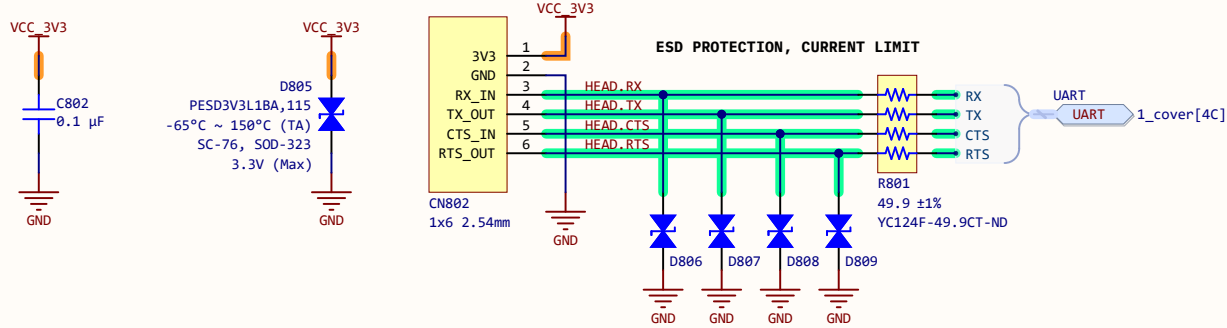 VCC_3V3
C802
0.1 µF
GND
VCC_3V3
D805
PESD3V3L1BA,115
-65°C ~ 150°C (TA)
SC-76, SOD-323
3.3V (Max)
GND
VCC_3V3
ESD PROTECTION, CURRENT LIMIT
3V3 1
GND 2
RX_IN 3 HEAD.RX RX
TX_OUT 4 HEAD.TX TX
CTS_IN 5 HEAD.CTS CTS
RTS_OUT 6 HEAD.RTS RTS
UART
UART 1_cover[4C]
CN802
1x6 2.54mm
GND
R801
49.9 ±1%
YC124F-49.9CT-ND
D806 D807 D808 D809
GND GND GND GND